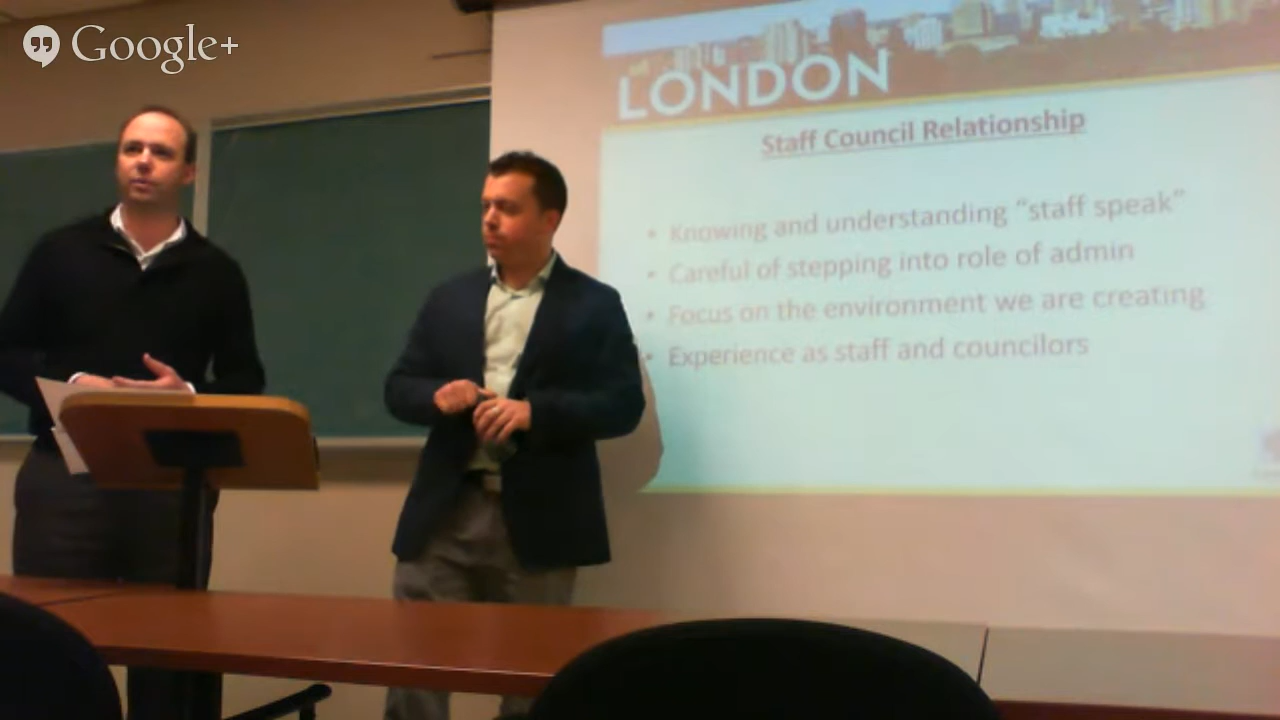 Google+
LONDON
Staff Council Relationship
• Knowing and understanding “staff speak”
• Careful of stepping into role of admin
• Focus on the environment we are creating
• Experience as staff and councilors